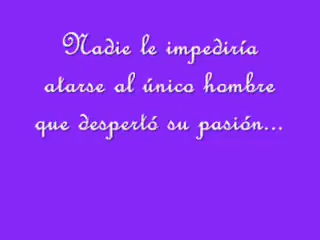 Nadie le impediría
atarse al único hombre
que despertó su pasión...